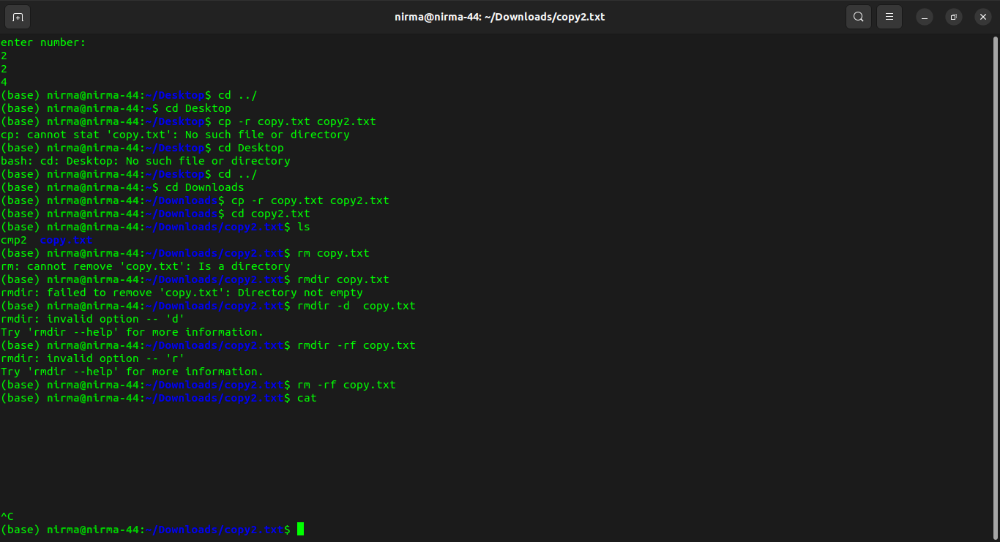 nirma@nirma-44: ~/Downloads/copy2.txt
enter number:
2
2
4
(base) nirma@nirma-44:~/Desktop$ cd ../
(base) nirma@nirma-44:~$ cd Desktop
(base) nirma@nirma-44:~/Desktop$ cp -r copy.txt copy2.txt
cp: cannot stat 'copy.txt': No such file or directory
(base) nirma@nirma-44:~/Desktop$ cd Desktop
bash: cd: Desktop: No such file or directory
(base) nirma@nirma-44:~/Desktop$ cd ../
(base) nirma@nirma-44:~$ cd Downloads
(base) nirma@nirma-44:~/Downloads$ cp -r copy.txt copy2.txt
(base) nirma@nirma-44:~/Downloads$ cd copy2.txt
(base) nirma@nirma-44:~/Downloads/copy2.txt$ ls
cmp2  copy.txt
(base) nirma@nirma-44:~/Downloads/copy2.txt$ rm copy.txt
rm: cannot remove 'copy.txt': Is a directory
(base) nirma@nirma-44:~/Downloads/copy2.txt$ rmdir copy.txt
rmdir: failed to remove 'copy.txt': Directory not empty
(base) nirma@nirma-44:~/Downloads/copy2.txt$ rmdir -d  copy.txt
rmdir: invalid option -- 'd'
Try 'rmdir --help' for more information.
(base) nirma@nirma-44:~/Downloads/copy2.txt$ rmdir -rf copy.txt
rmdir: invalid option -- 'r'
Try 'rmdir --help' for more information.
(base) nirma@nirma-44:~/Downloads/copy2.txt$ rm -rf copy.txt
(base) nirma@nirma-44:~/Downloads/copy2.txt$ cat
^C
(base) nirma@nirma-44:~/Downloads/copy2.txt$